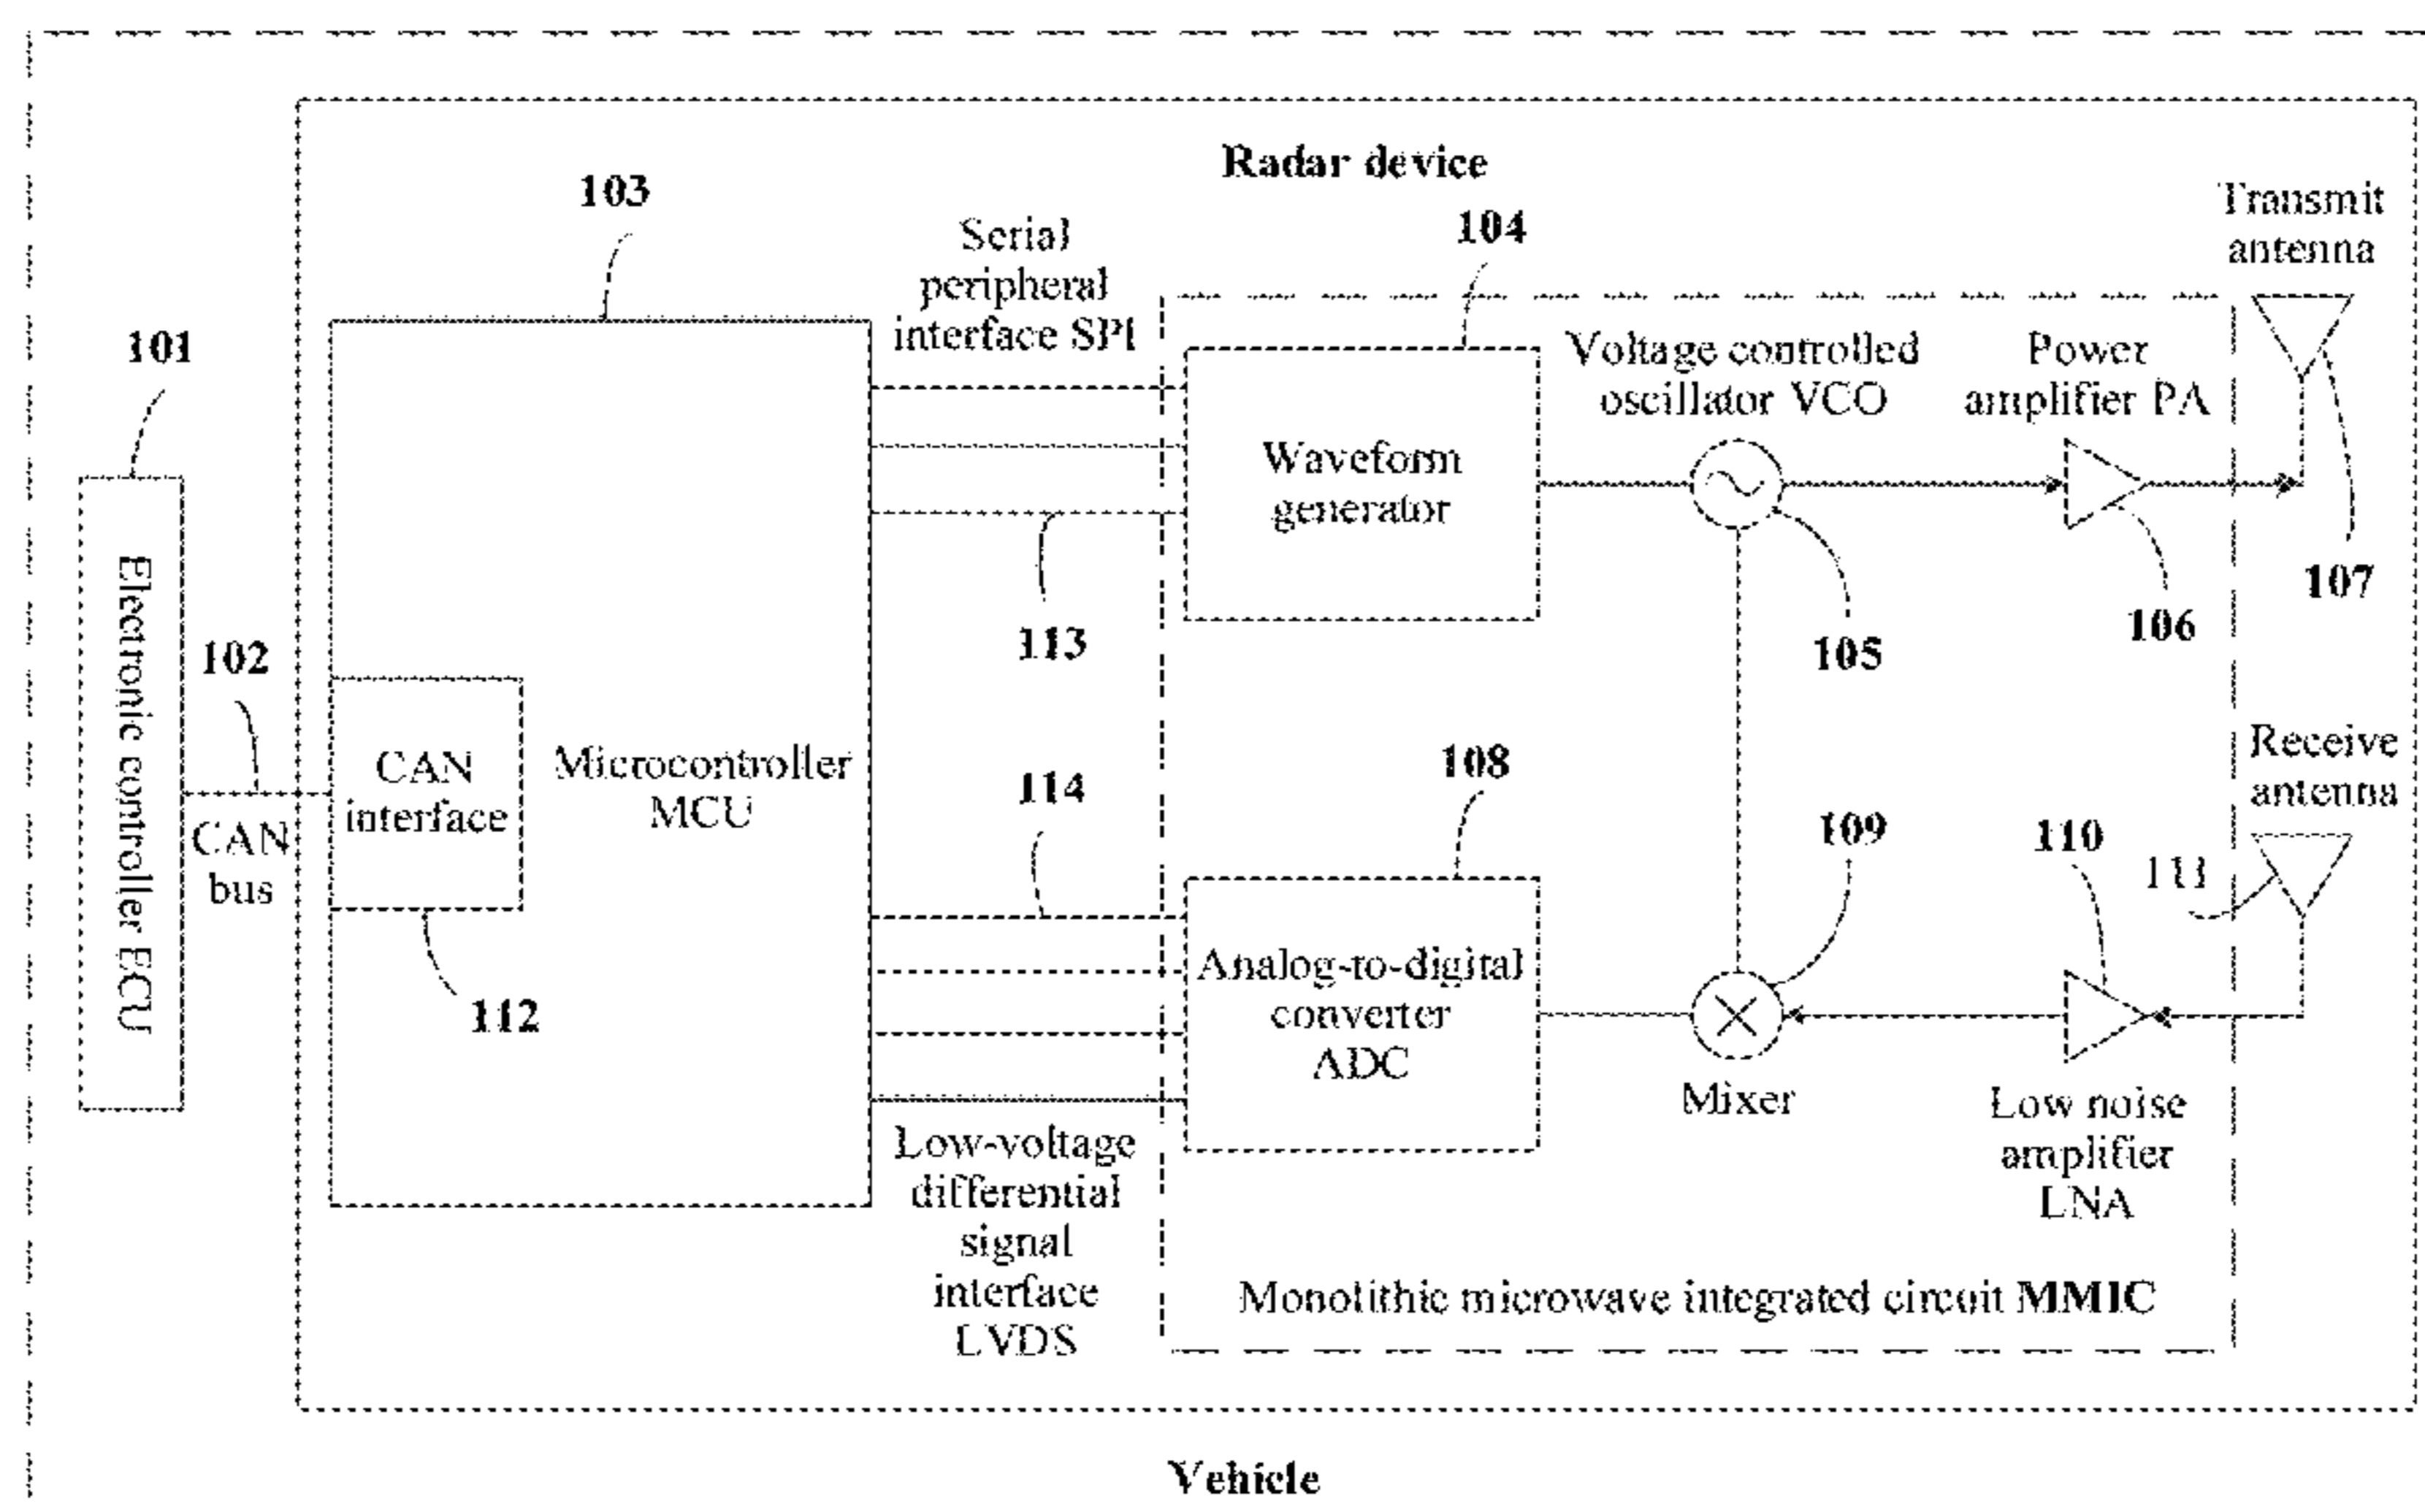 Radar device
103
Serial
peripheral
interface SPI
104
Transmit
antenna
101
Voltage controlled
oscillator VCO
Power
amplifier PA
Waveform
generator
107
106
105
113
102
Electronic controller ECU
CAN
bus
CAN
interface
Microcontroller
MCU
112
114
108
109
110
111
Receive
antenna
Analog-to-digital
converter
ADC
Mixer
Low noise
amplifier
LNA
Low-voltage
differential
signal
interface
LVDS
Monolithic microwave integrated circuit MMIC
Vehicle